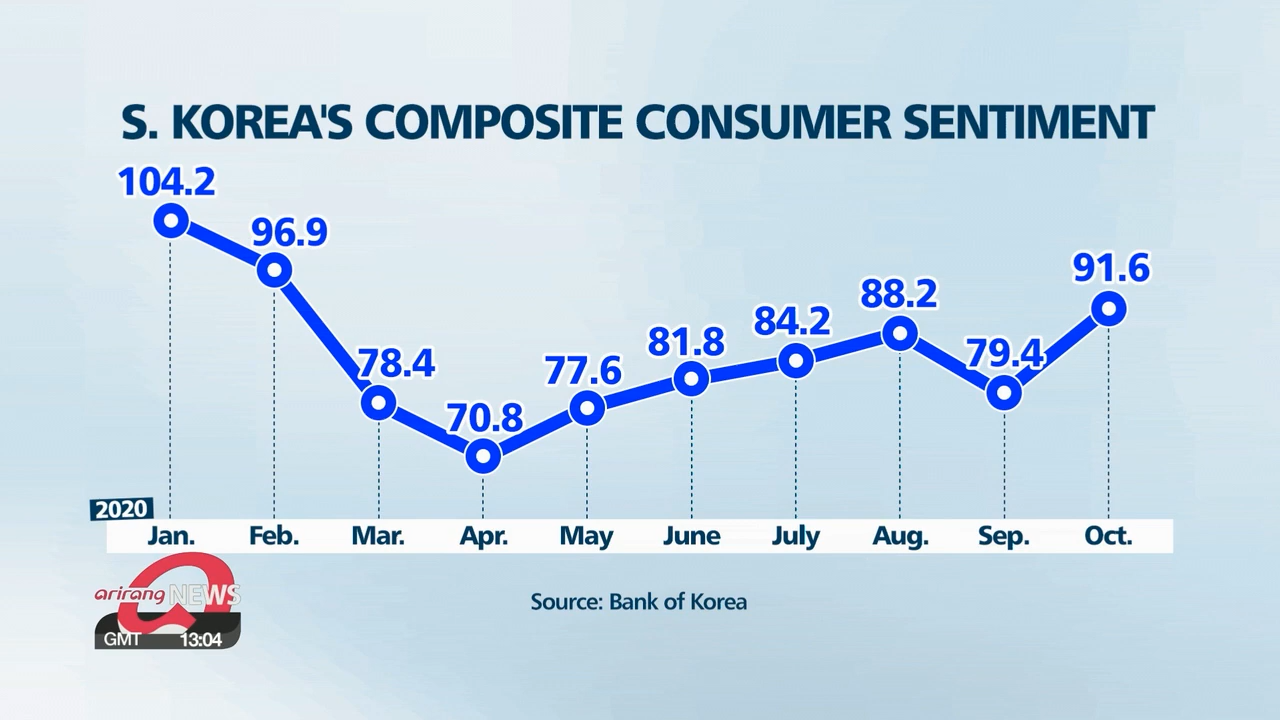 S. KOREA'S COMPOSITE CONSUMER SENTIMENT
104.2
96.9
78.4
70.8
77.6
81.8
84.2
88.2
79.4
91.6
2020
Jan. Feb. Mar. Apr. May June July Aug. Sep. Oct.
arirang NEWS
GMT 13:04
Source: Bank of Korea